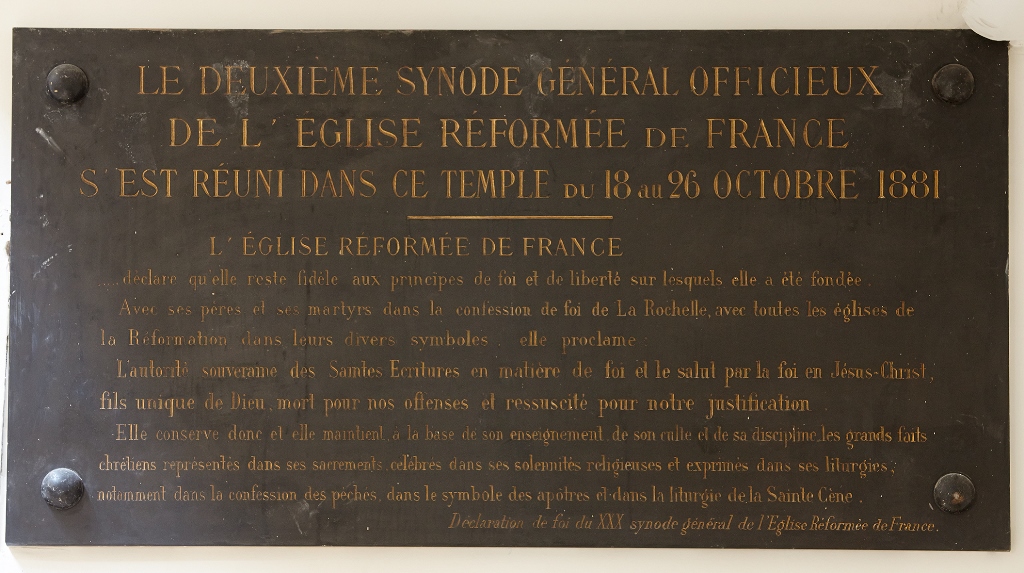 LE DEUXIÈME SYNODE GÉNÉRAL OFFICIEUX
DE L' ÉGLISE RÉFORMÉE DE FRANCE
S'EST RÉUNI DANS CE TEMPLE DU 18 au 26 OCTOBRE 1881
L' ÉGLISE RÉFORMÉE DE FRANCE
.....déclare qu'elle reste fidèle aux principes de foi et de liberté sur lesquels elle a été fondée.
Avec ses pères et ses martyrs dans la confession de foi de La Rochelle, avec toutes les églises de
la Réformation dans leurs divers symboles, elle proclame:
L'autorité souveraine des Saintes Ecritures en matière de foi et le salut par la foi en Jésus-Christ,
fils unique de Dieu, mort pour nos offenses et ressuscité pour notre justification
Elle conserve donc et elle maintient, à la base de son enseignement, de son culte et de sa discipline, les grands faits
chrétiens représentés dans ses sacrements, célébrés dans ses solemnités religieuses et exprimés dans ses liturgies,
notamment dans la confession des péchés, dans le symbole des apôtres et dans la liturgie de la Sainte Cène.
Déclaration de foi du XXX synode général de l'Eglise Réformée de France.